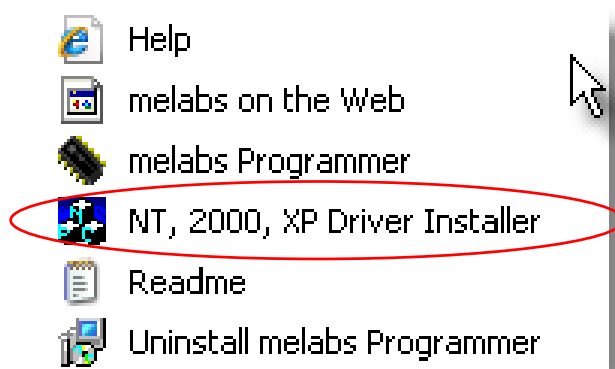 Help
melabs on the Web
melabs Programmer
NT, 2000, XP Driver Installer
Readme
Uninstall melabs Programmer